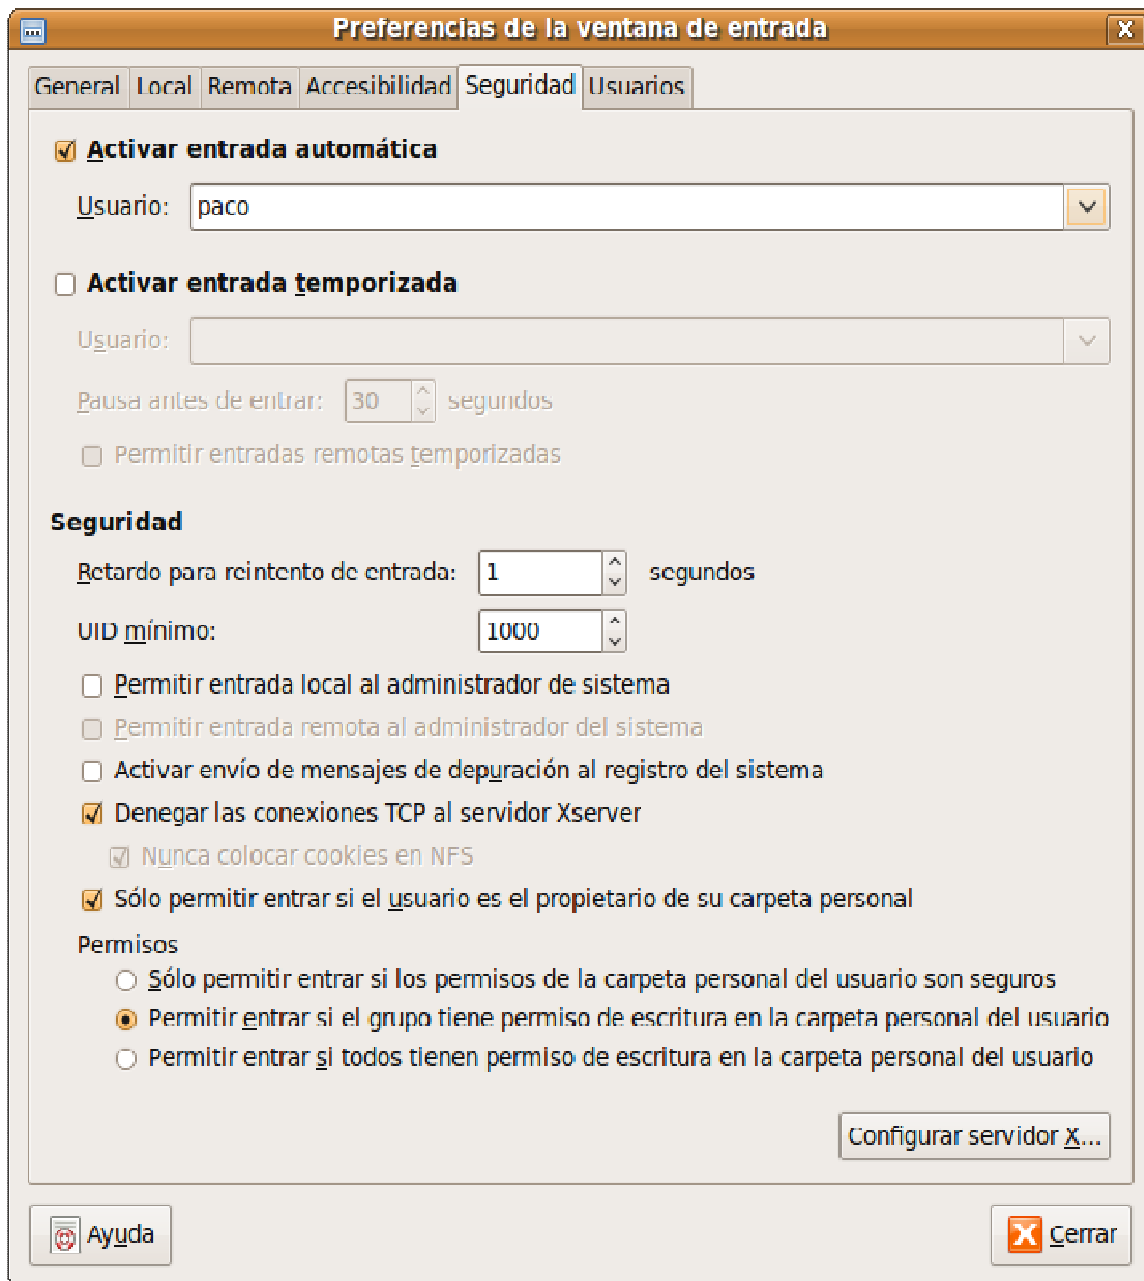 Preferencias de la ventana de entrada
General Local Remota Accesibilidad Seguridad Usuarios
Activar entrada automática
Usuario: paco
Activar entrada temporizada
Usuario:
Pausa antes de entrar: 30 segundos
Permitir entradas remotas temporizadas
Seguridad
Retardo para reintento de entrada: 1 segundos
UID mínimo: 1000
Permitir entrada local al administrador de sistema
Permitir entrada remota al administrador del sistema
Activar envío de mensajes de depuración al registro del sistema
Denegar las conexiones TCP al servidor Xserver
Nunca colocar cookies en NFS
Sólo permitir entrar si el usuario es el propietario de su carpeta personal
Permisos
Sólo permitir entrar si los permisos de la carpeta personal del usuario son seguros
Permitir entrar si el grupo tiene permiso de escritura en la carpeta personal del usuario
Permitir entrar si todos tienen permiso de escritura en la carpeta personal del usuario
Configurar servidor X...
Ayuda Cerrar